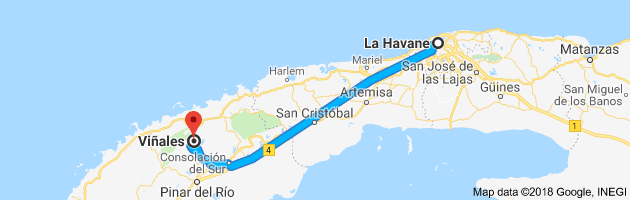 La Havane
Matanzas
Mariel
San José de
las Lajas
Harlem
Artemisa
Güines
San Miguel
de los Banos
San Cristóbal
1
Viñales
4
Consolación
del Sur
Pinar del Río
Map data ©2018 Google, INEGI